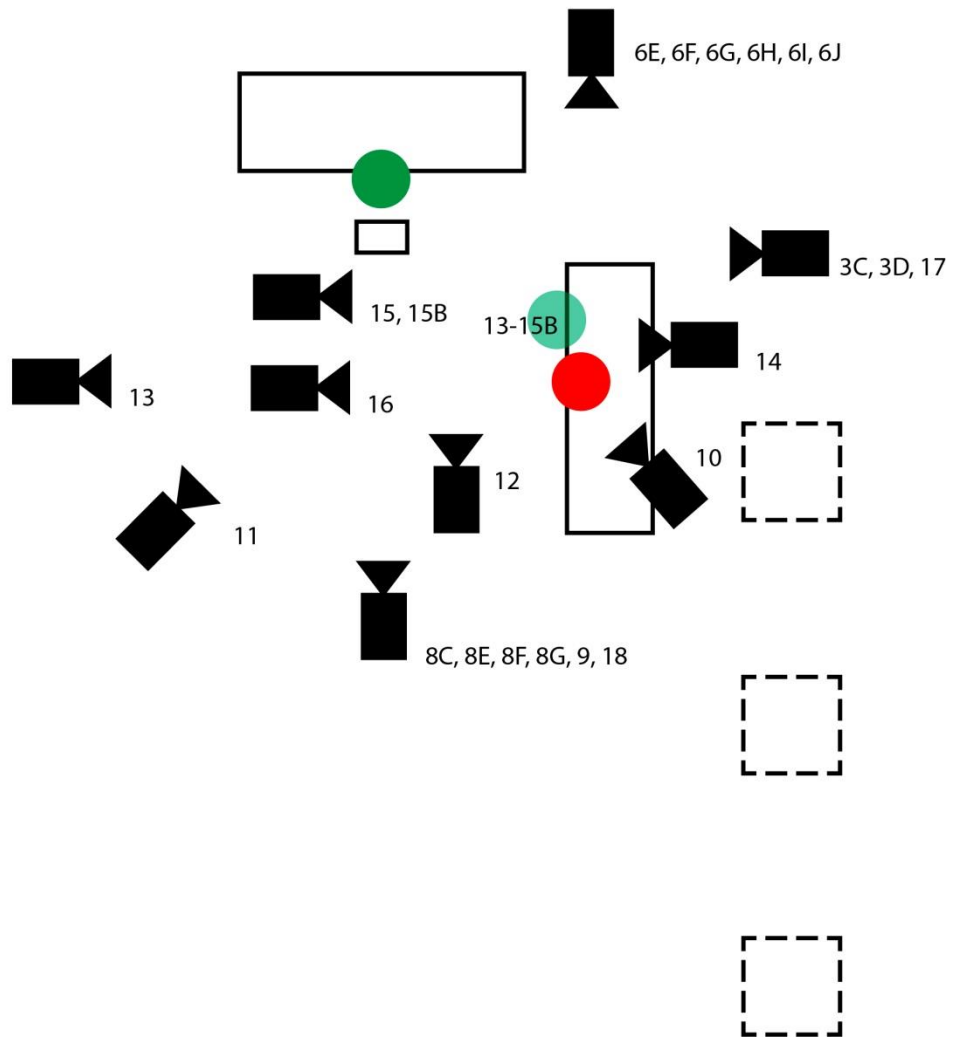 6E, 6F, 6G, 6H, 6I, 6J
3C, 3D, 17
15, 15B
13-15B
14
13
16
10
12
11
8C, 8E, 8F, 8G, 9, 18